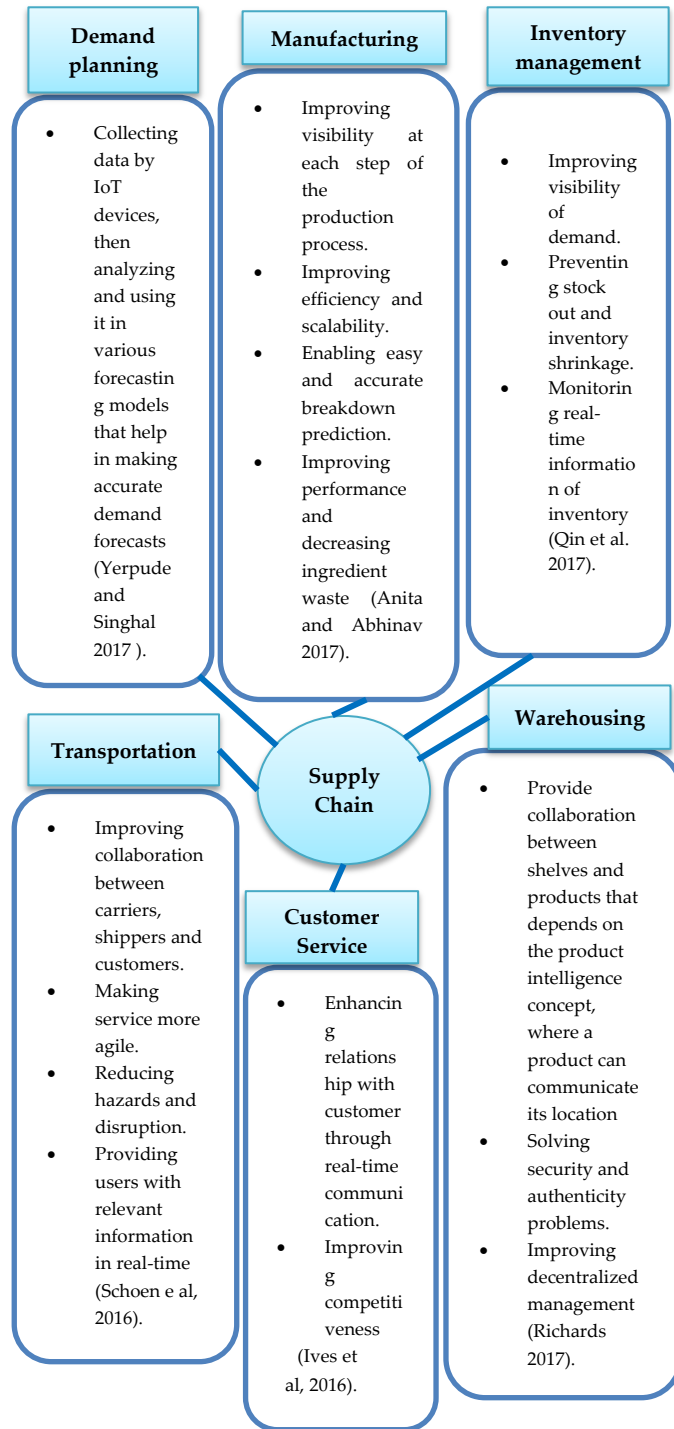 Demand
planning
Collecting
data by
IoT
devices,
then
analyzing
and using
it in
various
forecastin
g models
that help
in making
accurate
demand
forecasts
(Yerpude
and
Singhal
2017 ).
Manufacturing
Improving
visibility at
each step of
the
production
process.
Improving
efficiency and
scalability.
Enabling easy
and accurate
breakdown
prediction.
Improving
performance
and
decreasing
ingredient
waste (Anita
and Abhinav
2017).
Inventory
management
Improving
visibility
of
demand.
Preventin
g stock
out and
inventory
shrinkage.
Monitorin
g real-
time
informatio
n of
inventory
(Qin et al.
2017).
Supply
Chain
Transportation
Improving
collaboration
between
carriers,
shippers and
customers.
Making
service more
agile.
Reducing
hazards and
disruption.
Providing
users with
relevant
information
in real-time
(Schoen e al,
2016).
Customer
Service
Enhancin
g
relations
hip with
customer
through
real-time
communi
cation.
Improvin
g
competiti
veness
(Ives et
al, 2016).
Warehousing
Provide
collaboration
between
shelves and
products that
depends on
the product
intelligence
concept,
where a
product can
communicate
its location
Solving
security and
authenticity
problems.
Improving
decentralized
management
(Richards
2017).